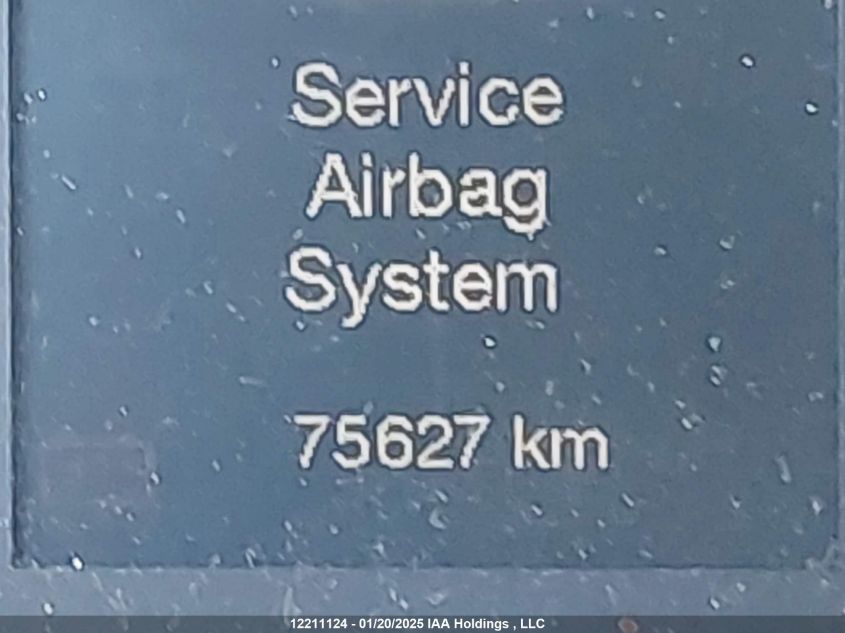 Service
Airbag
System
75627 km
12211124 - 01/20/2025 IAA Holdings , LLC